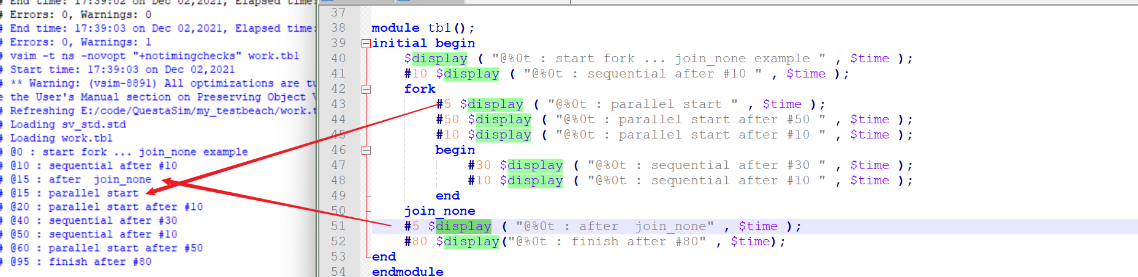 # End time: 17:39:02 on Dec 02,2021, Elapsed time:
# Errors: 0, Warnings: 0
# End time: 17:39:03 on Dec 02,2021, Elapsed time:
# Errors: 0, Warnings: 1
# vsim -t ns -novopt "+notimingchecks" work.tbl
# Start time: 17:39:03 on Dec 02,2021
# ** Warning: (vsim-8891) All optimizations are tu
e the User's Manual section on Preserving Object V
# Refreshing E:/code/QuestaSim/my_testbeach/work.t
# Loading sv_std.std
# Loading work.tbl
# @0 : start fork ... join_none example
# @10 : sequential after #10
# @15 : after  join_none
# @15 : parallel start
# @20 : parallel start after #10
# @40 : sequential after #30
# @50 : sequential after #10
# @60 : parallel start after #50
# @95 : finish after #80
37
38 module tbl();
39 initial begin
40 $display ( "@%0t : start fork ... join_none example " , $time );
41 #10 $display ( "@%0t : sequential after #10 " , $time );
42 fork
43 #5 $display ( "@%0t : parallel start " , $time );
44 #50 $display ( "@%0t : parallel start after #50 " , $time );
45 #10 $display ( "@%0t : parallel start after #10 " , $time );
46 begin
47 #30 $display ( "@%0t : sequential after #30 " , $time );
48 #10 $display ( "@%0t : sequential after #10 " , $time );
49 end
50 join_none
51 #5 $display ( "@%0t : after  join_none" , $time );
52 #80 $display("@%0t : finish after #80" , $time);
53 end
54 endmodule